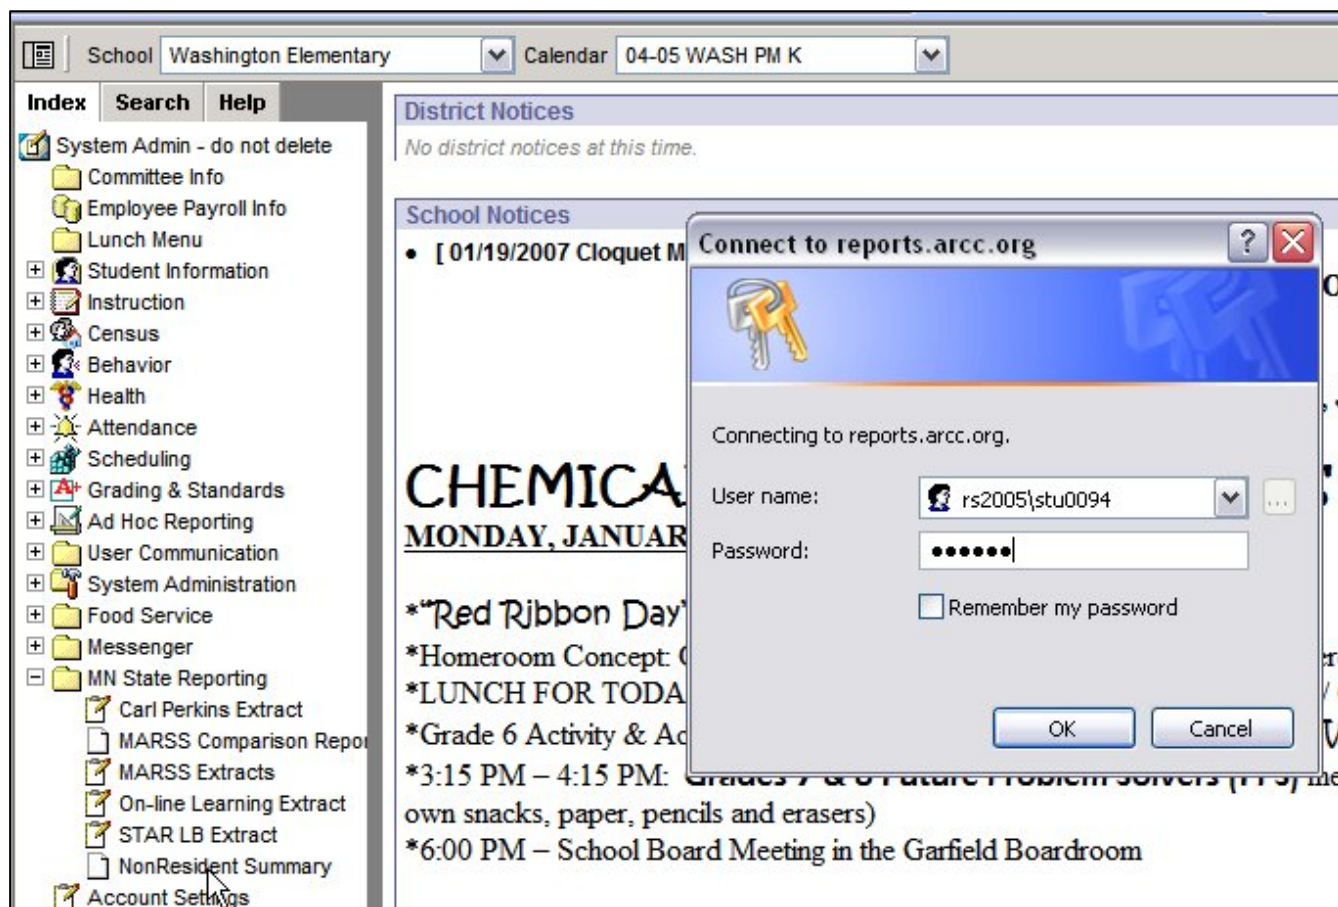 School Washington Elementary Calendar 04-05 WASH PM K
Index Search Help
System Admin - do not delete
Committee Info
Employee Payroll Info
Lunch Menu
Student Information
Instruction
Census
Behavior
Health
Attendance
Scheduling
Grading & Standards
Ad Hoc Reporting
User Communication
System Administration
Food Service
Messenger
MN State Reporting
Carl Perkins Extract
MARSS Comparison Repor
MARSS Extracts
On-line Learning Extract
STAR LB Extract
NonResident Summary
Account Settings
District Notices
No district notices at this time.
School Notices
• [ 01/19/2007 Cloquet M
CHEMICA
MONDAY, JANUAR
*"Red Ribbon Day"
*Homeroom Concept:
*LUNCH FOR TODA
*Grade 6 Activity & Ac
*3:15 PM – 4:15 PM: Grades 7 & 8 Future Problem Solvers (FPS)
own snacks, paper, pencils and erasers)
*6:00 PM – School Board Meeting in the Garfield Boardroom
Connect to reports.arcc.org
Connecting to reports.arcc.org.
User name: rs2005\stu0094
Password: ••••••
Remember my password
OK Cancel